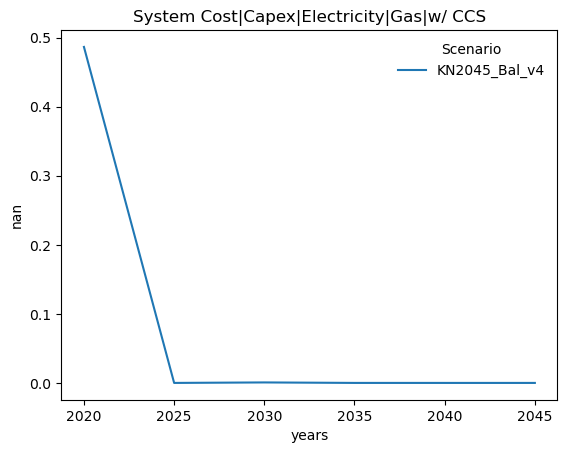 System Cost|Capex|Electricity|Gas|w/ CCS
0.5
Scenario
KN2045_Bal_v4
0.4
0.3
nan
0.2
0.1
0.0
2020 2025 2030 2035 2040 2045
years